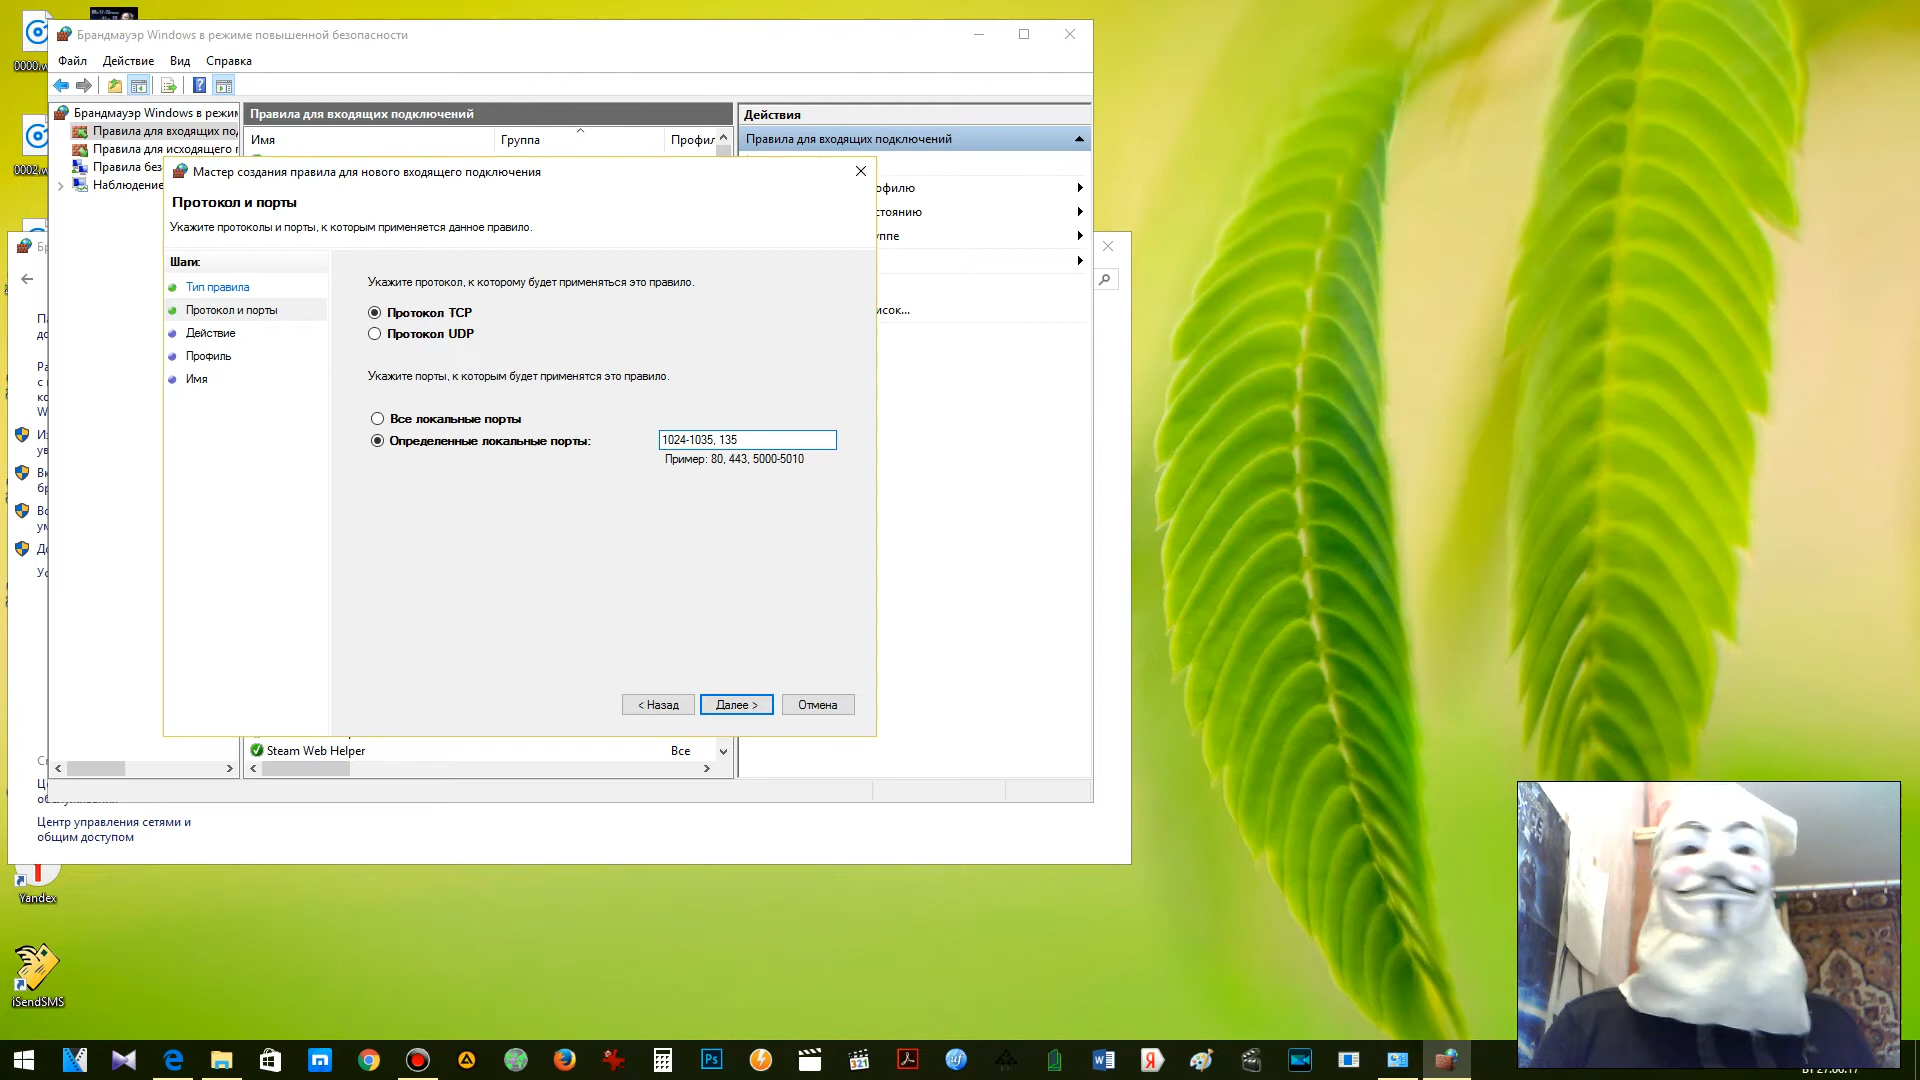 Брандмауэр Windows в режиме повышенной безопасности
Файл Действие Вид Справка
Брандмауэр Windows в режим
Правила для входящих по
Правила для исходящего
Правила без
Наблюдение
Правила для входящих подключений
Имя Группа Профил
Действия
Правила для входящих подключений
офилю
стоянию
уппе
исок...
Мастер создания правила для нового входящего подключения
Протокол и порты
Укажите протоколы и порты, к которым применяется данное правило.
Шаги:
Тип правила
Протокол и порты
Действие
Профиль
Имя
Укажите протокол, к которому будет применяться это правило.
Протокол TCP
Протокол UDP
Укажите порты, к которым будет применятся это правило.
Все локальные порты
Определенные локальные порты:
1024-1035, 135
Пример: 80, 443, 5000-5010
< Назад
Далее >
Отмена
Steam Web Helper Все
Центр управления сетями и
общим доступом
Yandex
iSendSMS